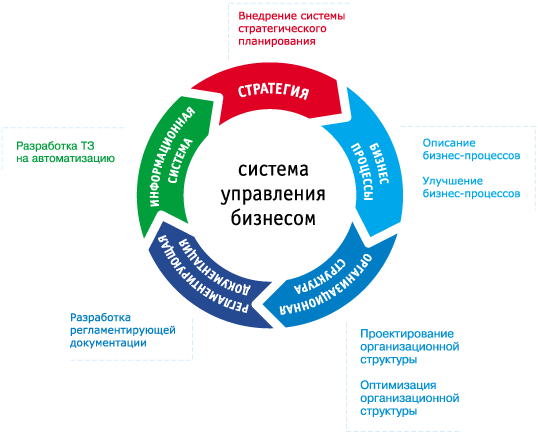 Внедрение системы
стратегического
планирования
СТРАТЕГИЯ
БИЗНЕС
ПРОЦЕССЫ
Описание
бизнес-процессов
Улучшение
бизнес-процессов
ОРГАНИЗАЦИОННАЯ
СТРУКТУРА
Проектирование
организационной
структуры
Оптимизация
организационной
структуры
РЕГЛАМЕНТИРУЮЩАЯ
ДОКУМЕНТАЦИЯ
Разработка
регламентирующей
документации
ИНФОРМАЦИОННАЯ
СИСТЕМА
Разработка ТЗ
на автоматизацию
система
управления
бизнесом